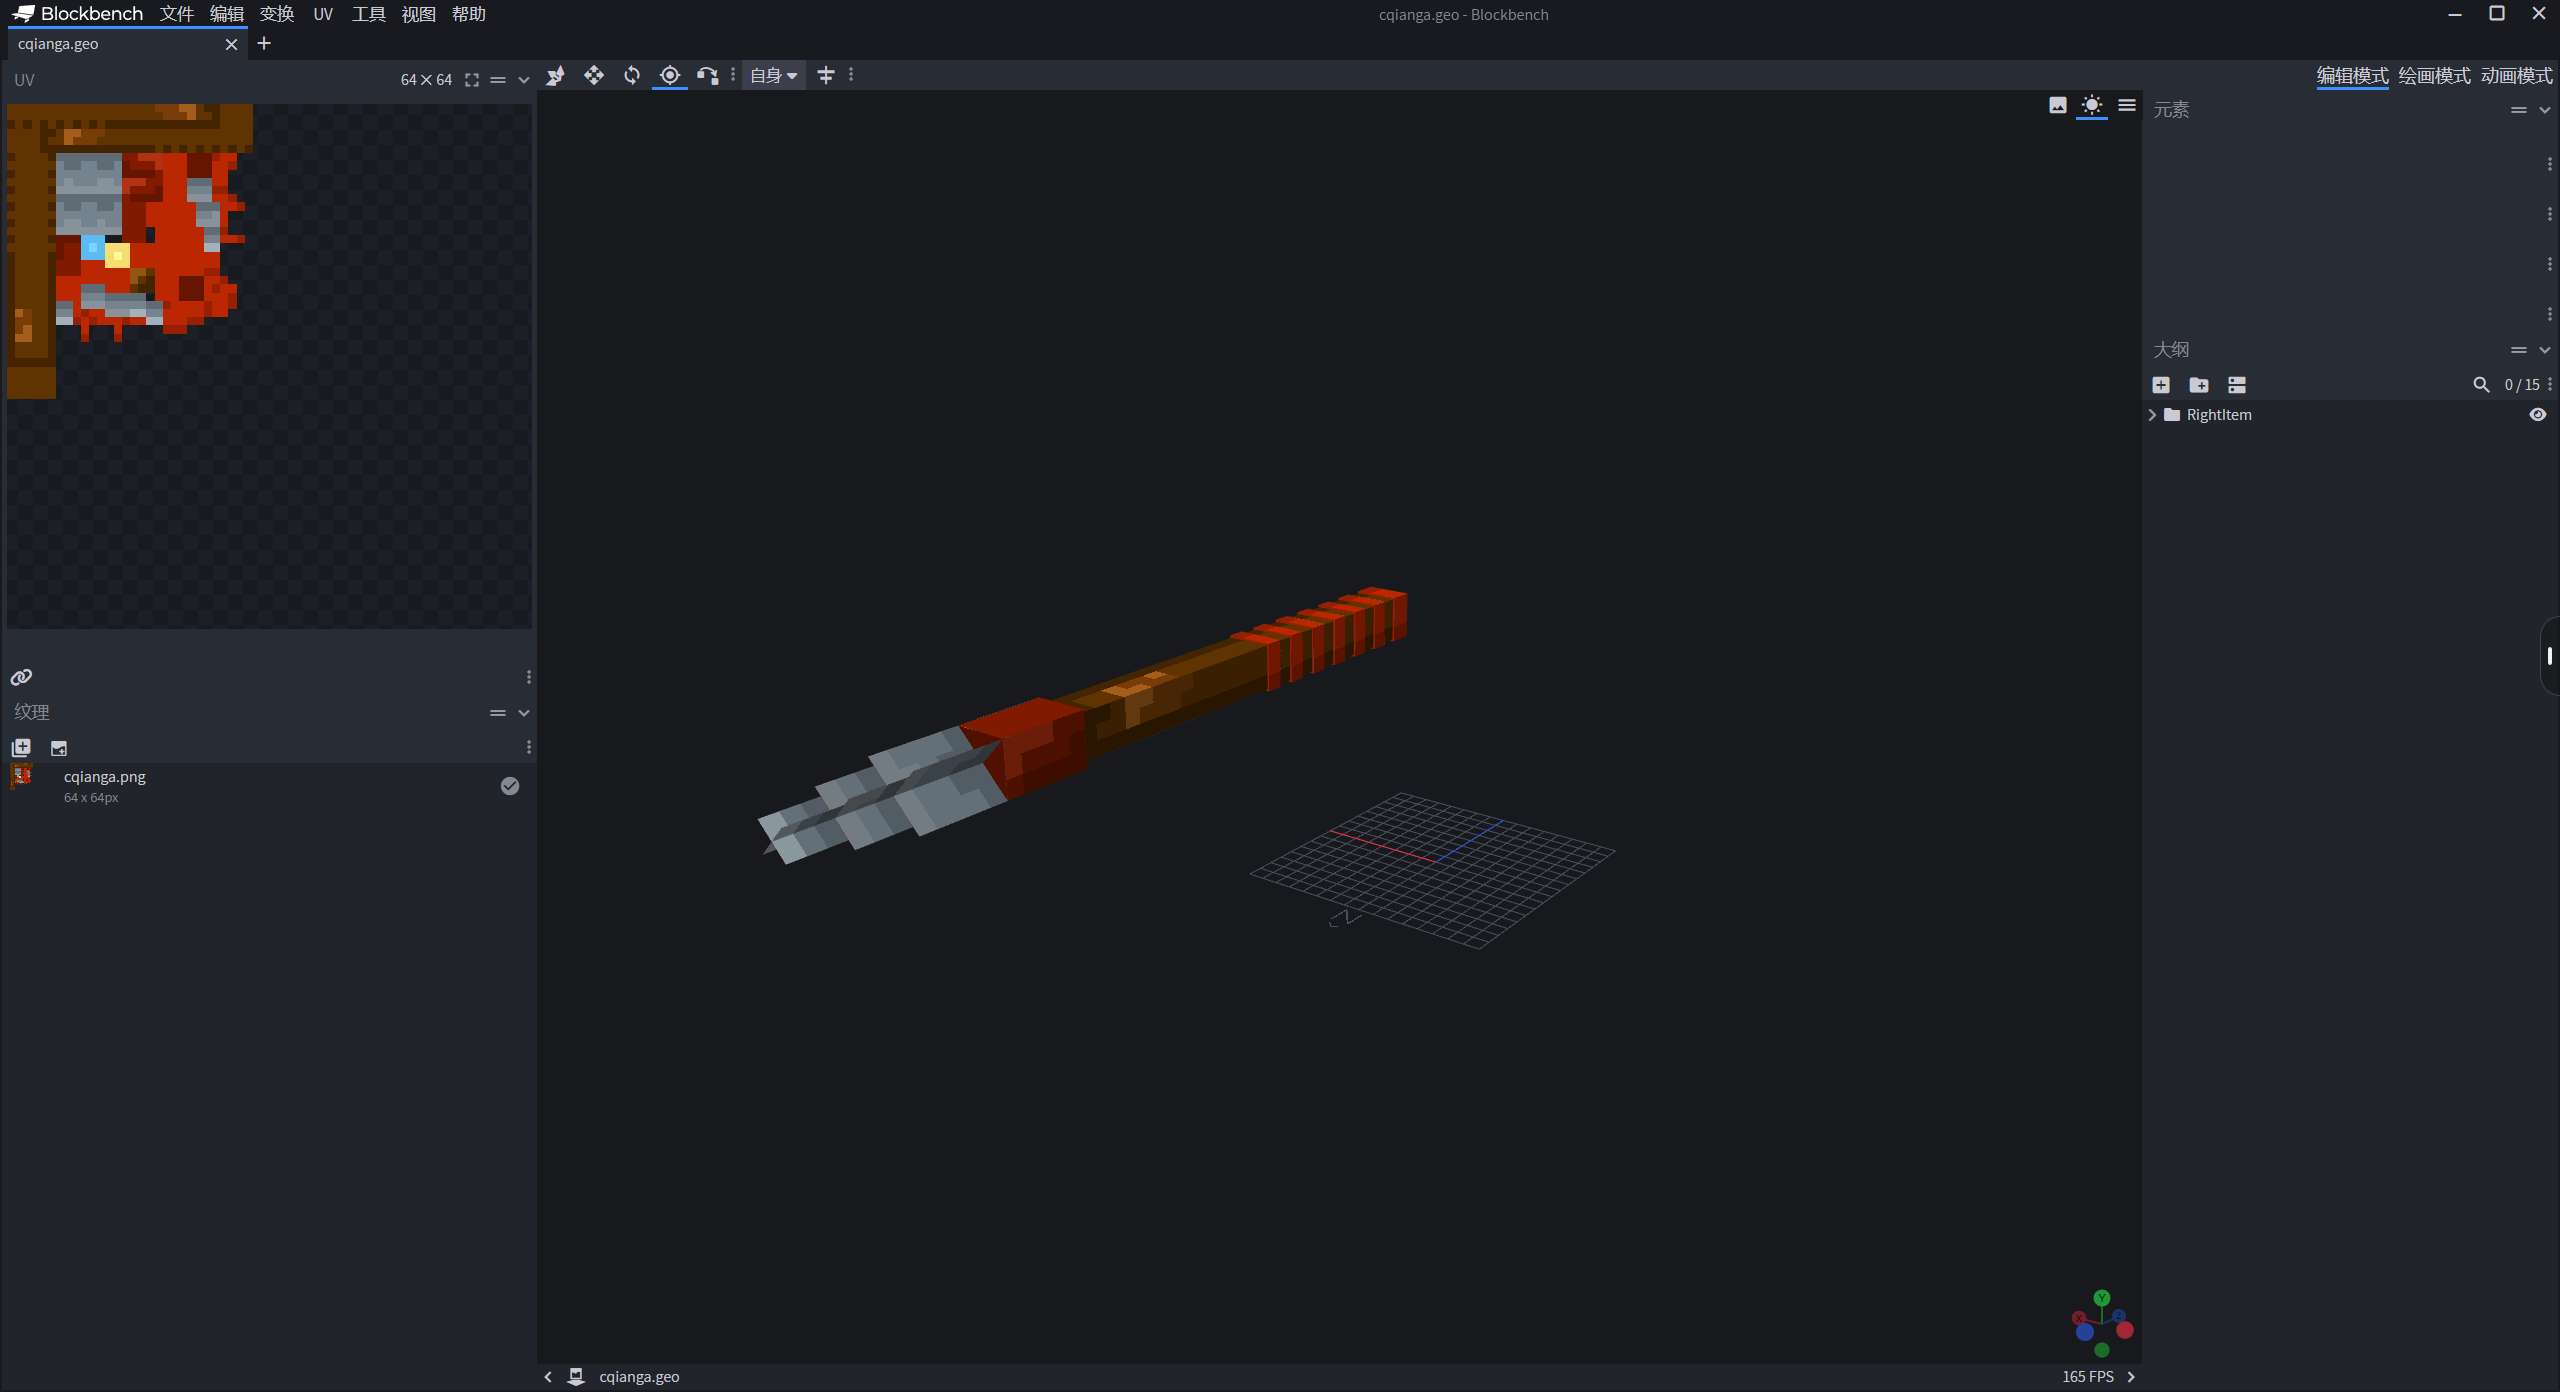 Blockbench 文件 编辑 变换 UV 工具 视图 帮助
cqianga.geo - Blockbench
cqianga.geo
UV
64 × 64
自身
编辑模式 绘画模式 动画模式
元素
大纲
0 / 15
RightItem
纹理
cqianga.png
64 x 64px
Y
X
Z
cqianga.geo
165 FPS